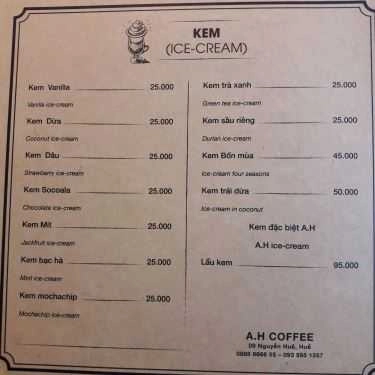 KEM
(ICE-CREAM)
Kem Vanilla 25.000
Vanila ice-cream
Kem Dừa 25.000
Coconut ice-cream
Kem Dâu 25.000
Strawberry ice-cream
Kem Socoala 25.000
Chocolate ice-cream
Kem Mít 25.000
Jackfruit ice-cream
Kem bạc hà 25.000
Mint ice-cream
Kem mochachip 25.000
Mochachip ice-cream
Kem trà xanh 25.000
Green tea ice-cream
Kem sầu riêng 25.000
Durian ice-cream
Kem Bốn mùa 45.000
Ice-cream four seasons
Kem trái dừa 50.000
Ice-cream in coconut
Kem đặc biệt A.H
A.H ice-cream
Lẩu kem 95.000
A.H COFFEE
09 Nguyễn Huệ, Huế